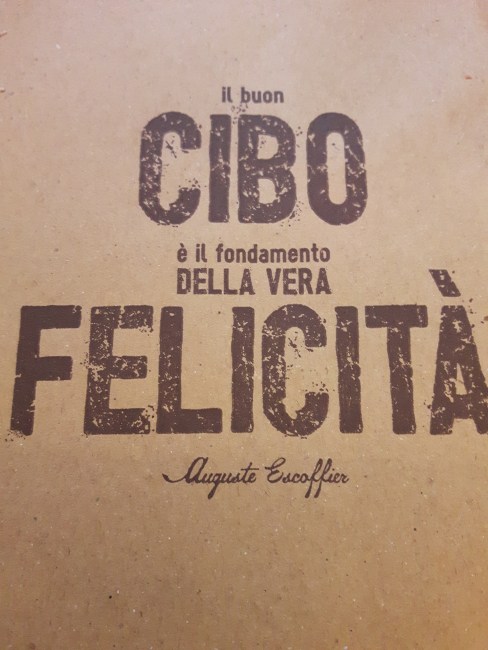 il buon
CIBO
è il fondamento
DELLA VERA
FELICITÀ
Auguste Escoffier